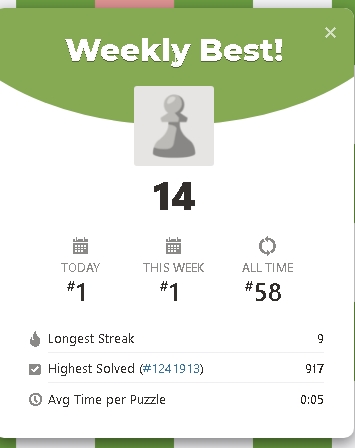 Weekly Best!
14
TODAY THIS WEEK ALL TIME
#1 #1 #58
Longest Streak 9
Highest Solved (#1241913) 917
Avg Time per Puzzle 0:05